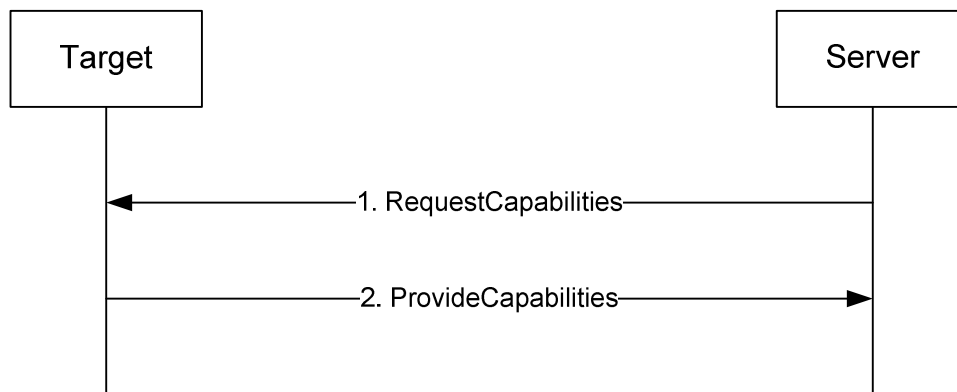 Target
Server
1. RequestCapabilities
2. ProvideCapabilities